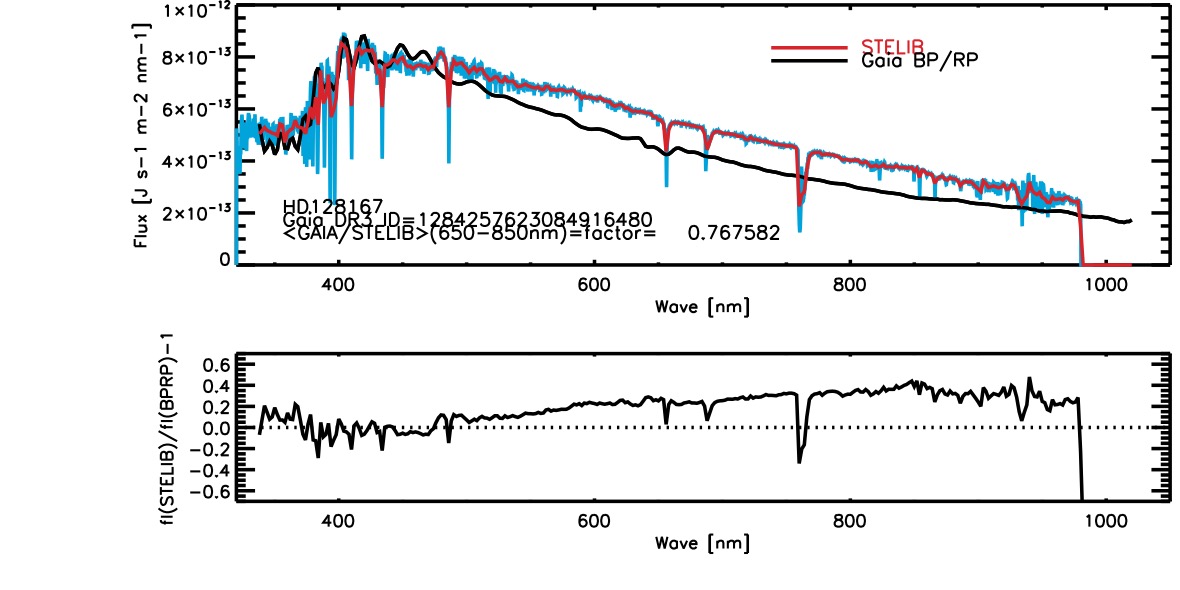 1×10−12
8×10−13
6×10−13
4×10−13
2×10−13
0
Flux [J s−1 m−2 nm−1]
STELIB
Gaia BP/RP
HD128167
Gaia DR3 ID=1284257623084916480
<GAIA/STELIB>(650−850nm)=factor= 0.767582
400 600 800 1000
Wave [nm]
fl(STELIB)/fl(BPRP)−1
0.6
0.4
0.2
0.0
−0.2
−0.4
−0.6
400 600 800 1000
Wave [nm]